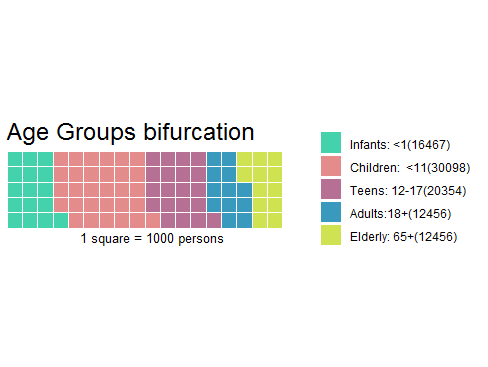 Age Groups bifurcation
1 square = 1000 persons
Infants: <1(16467)
Children:  <11(30098)
Teens: 12-17(20354)
Adults:18+(12456)
Elderly: 65+(12456)